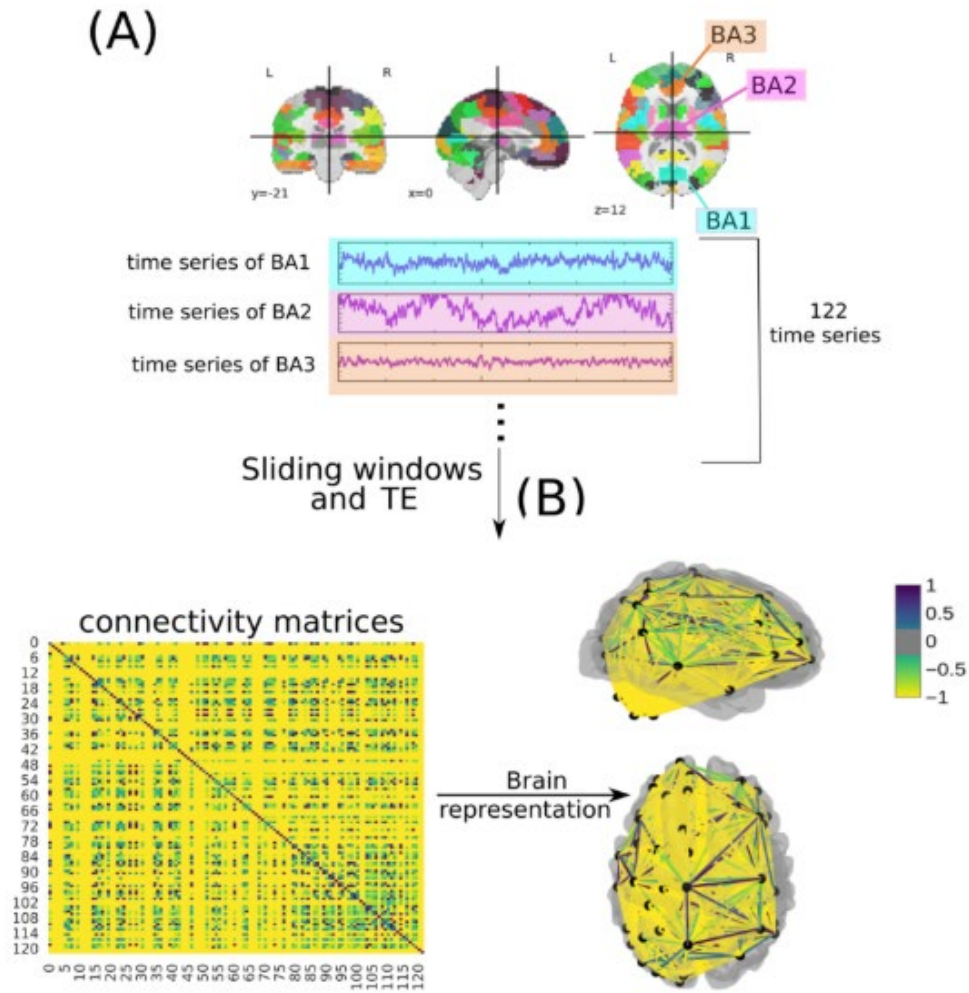 (A)
BA3
L
R
L
R
BA2
y=-21
x=0
z=12
BA1
time series of BA1
time series of BA2
time series of BA3
122
time series
Sliding windows
and TE
(B)
connectivity matrices
1
0.5
0
-0.5
-1
0
6
12
18
24
30
36
42
48
54
60
66
72
78
84
90
96
102
108
114
120
Brain
representation
0
5
10
15
20
25
30
35
40
45
50
55
60
65
70
75
80
85
90
95
100
105
110
115
120